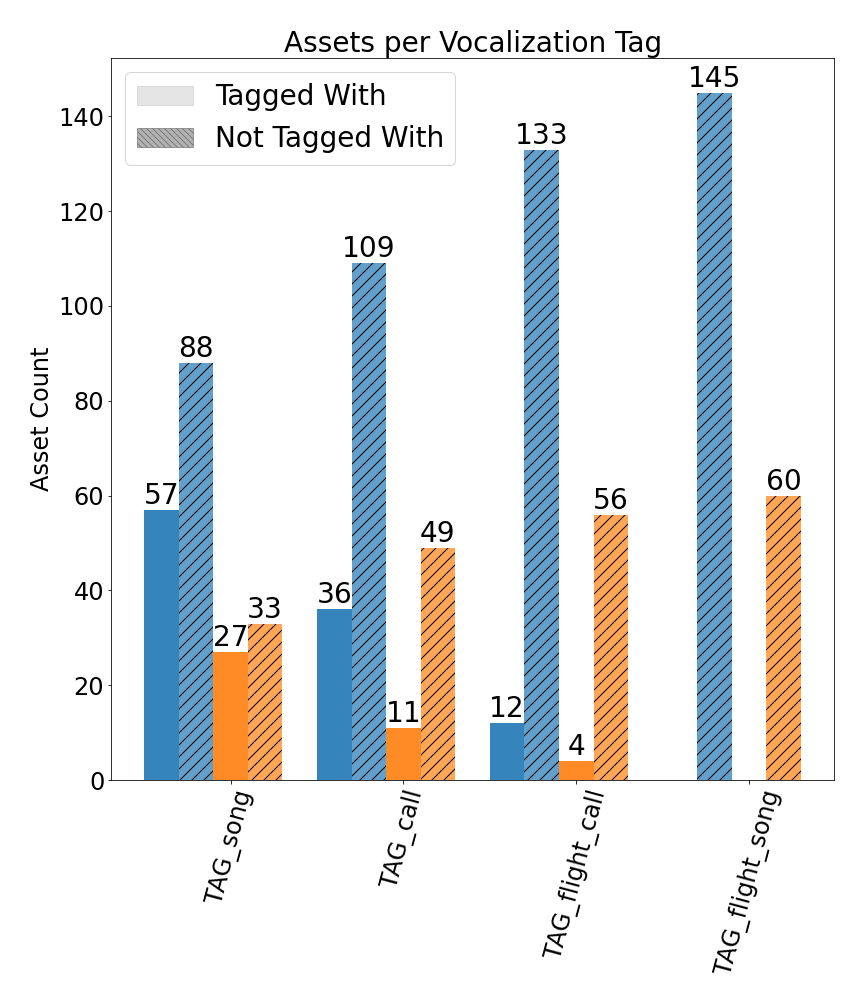 Assets per Vocalization Tag
Tagged With
Not Tagged With
Asset Count
140
120
100
80
60
40
20
0
57
88
27
33
36
109
11
49
12
133
4
56
145
60
TAG_song
TAG_call
TAG_flight_call
TAG_flight_song